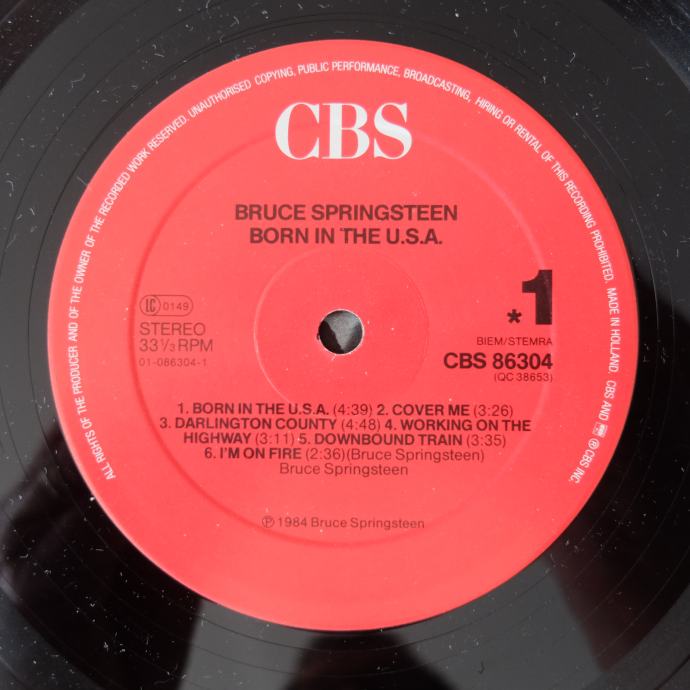 ALL RIGHTS OF THE PRODUCER AND OF THE OWNER OF THE RECORDED WORK RESERVED. UNAUTHORISED COPYING, PUBLIC PERFORMANCE, BROADCASTING, HIRING OR RENTAL OF THIS RECORDING PROHIBITED. MADE IN HOLLAND. CBS AND ℗ CBS INC.
CBS
BRUCE SPRINGSTEEN
BORN IN THE U.S.A.
LC 0149
STEREO
33⅓ RPM
01-086304-1
*1
BIEM/STEMRA
CBS 86304
(QC 38653)
1. BORN IN THE U.S.A. (4:39) 2. COVER ME (3:26)
3. DARLINGTON COUNTY (4:48) 4. WORKING ON THE
HIGHWAY (3:11) 5. DOWNBOUND TRAIN (3:35)
6. I'M ON FIRE (2:36)(Bruce Springsteen)
Bruce Springsteen
℗ 1984 Bruce Springsteen